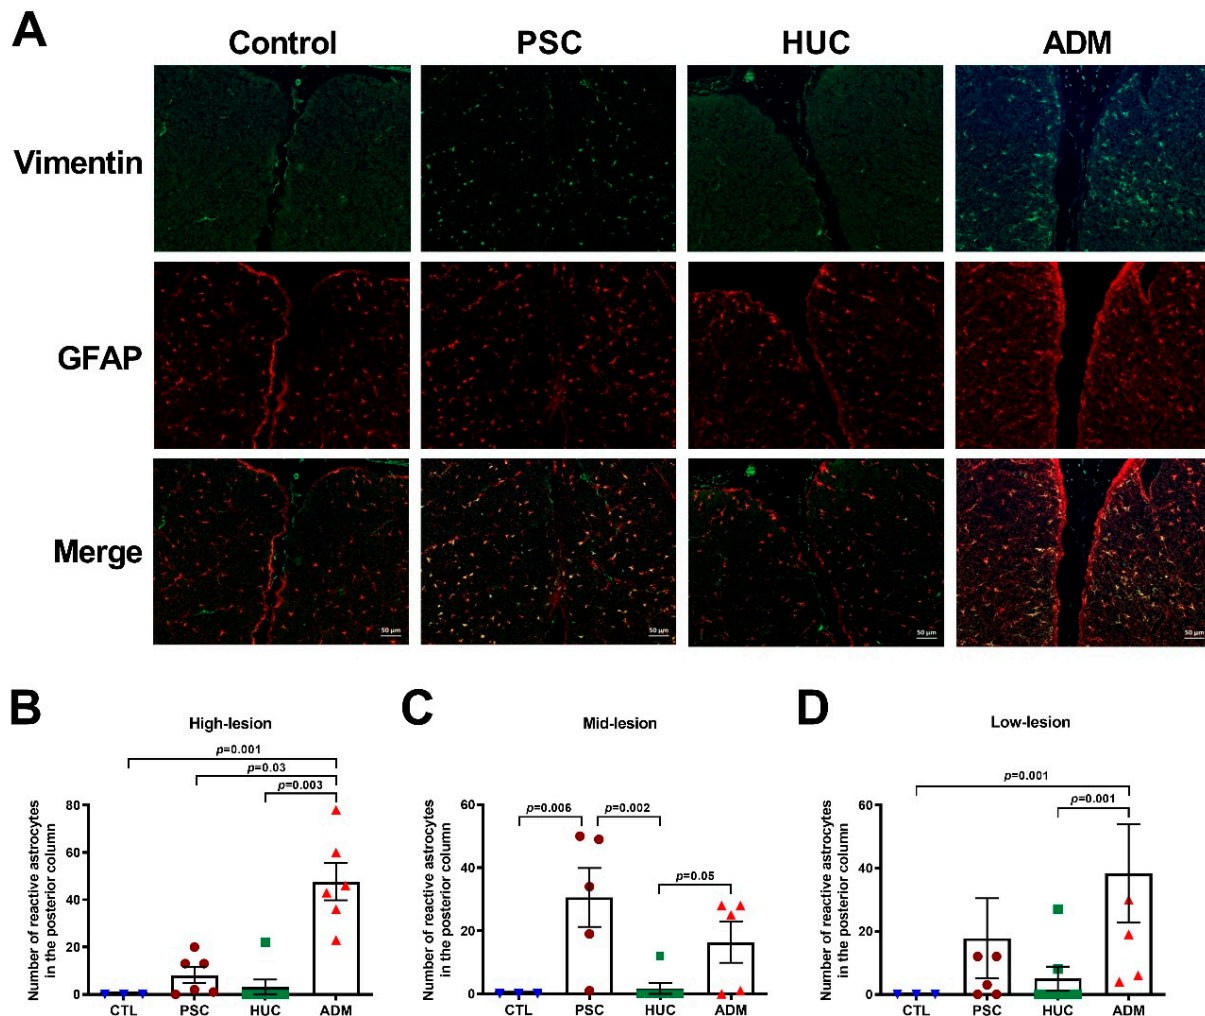 A
Control
PSC
HUC
ADM
Vimentin
GFAP
Merge
50 µm
50 µm
50 µm
50 µm
B
High-lesion
p=0.001
p=0.03
p=0.003
Number of reactive astrocytes
in the posterior column
80
60
40
20
0
CTL
PSC
HUC
ADM
C
Mid-lesion
p=0.006
p=0.002
p=0.05
Number of reactive astrocytes
in the posterior column
60
40
20
0
CTL
PSC
HUC
ADM
D
Low-lesion
p=0.001
p=0.001
Number of reactive astrocytes
in the posterior column
60
40
20
0
CTL
PSC
HUC
ADM